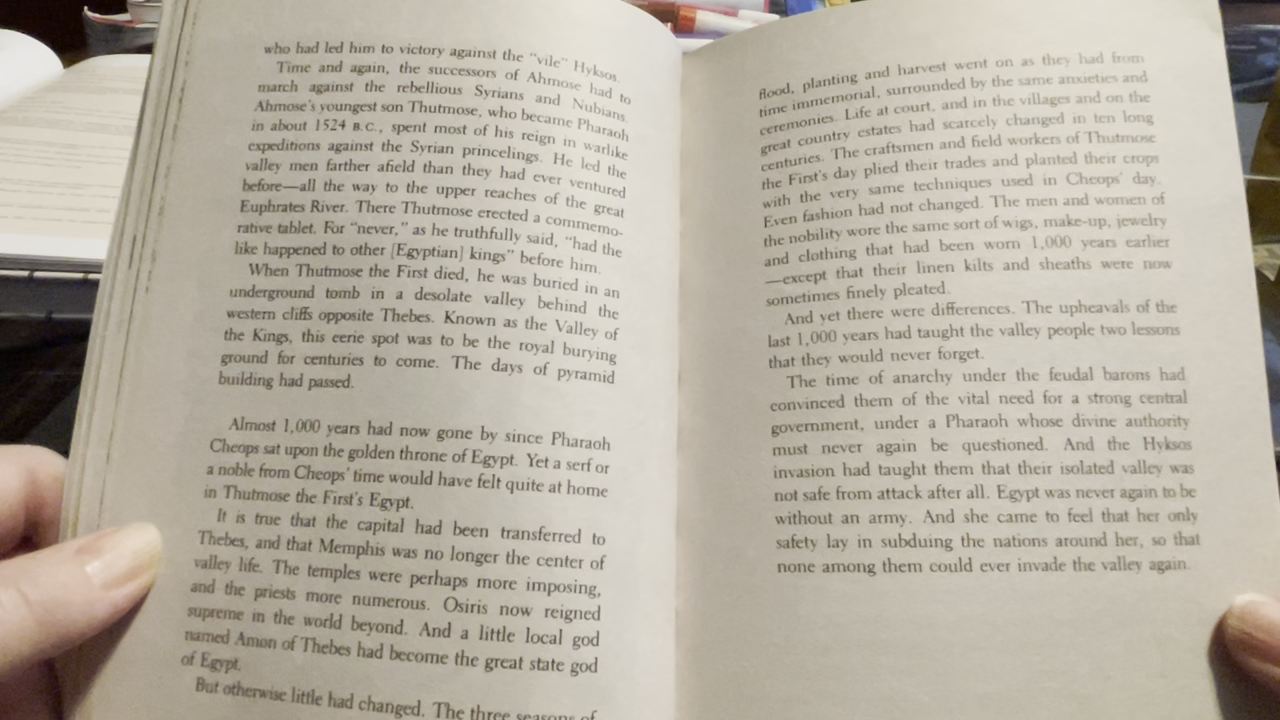 who had led him to victory against the "vile" Hyksos.
Time and again, the successors of Ahmose had to
march against the rebellious Syrians and Nubians.
Ahmose's youngest son Thutmose, who became Pharaoh
in about 1524 B.C., spent most of his reign in warlike
expeditions against the Syrian princelings. He led the
valley men farther afield than they had ever ventured
before—all the way to the upper reaches of the great
Euphrates River. There Thutmose erected a commemo-
rative tablet. For "never," as he truthfully said, "had the
like happened to other [Egyptian] kings" before him.
When Thutmose the First died, he was buried in an
underground tomb in a desolate valley behind the
western cliffs opposite Thebes. Known as the Valley of
the Kings, this eerie spot was to be the royal burying
ground for centuries to come. The days of pyramid
building had passed.
Almost 1,000 years had now gone by since Pharaoh
Cheops sat upon the golden throne of Egypt. Yet a serf or
a noble from Cheops' time would have felt quite at home
in Thutmose the First's Egypt.
It is true that the capital had been transferred to
Thebes, and that Memphis was no longer the center of
valley life. The temples were perhaps more imposing,
and the priests more numerous. Osiris now reigned
supreme in the world beyond. And a little local god
named Amon of Thebes had become the great state god
of Egypt.
But otherwise little had changed. The three seasons of
flood, planting and harvest went on as they had from
time immemorial, surrounded by the same anxieties and
ceremonies. Life at court, and in the villages and on the
great country estates had scarcely changed in ten long
centuries. The craftsmen and field workers of Thutmose
the First's day plied their trades and planted their crops
with the very same techniques used in Cheops' day.
Even fashion had not changed. The men and women of
the nobility wore the same sort of wigs, make-up, jewelry
and clothing that had been worn 1,000 years earlier
—except that their linen kilts and sheaths were now
sometimes finely pleated.
And yet there were differences. The upheavals of the
last 1,000 years had taught the valley people two lessons
that they would never forget.
The time of anarchy under the feudal barons had
convinced them of the vital need for a strong central
government, under a Pharaoh whose divine authority
must never again be questioned. And the Hyksos
invasion had taught them that their isolated valley was
not safe from attack after all. Egypt was never again to be
without an army. And she came to feel that her only
safety lay in subduing the nations around her, so that
none among them could ever invade the valley again.